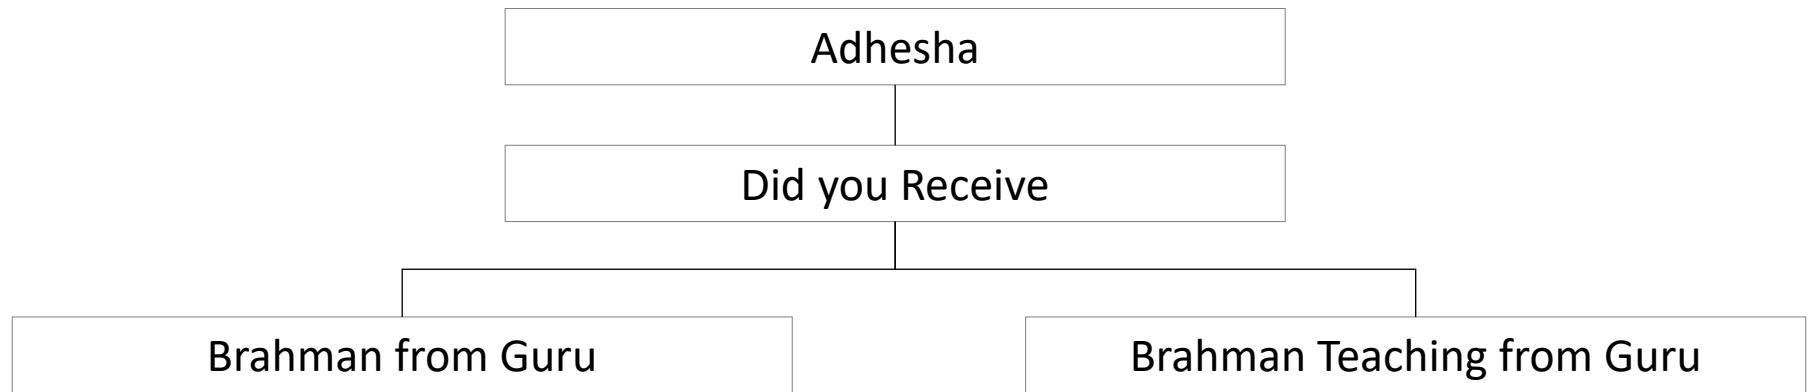 Adhesha
Did you Receive
Brahman from Guru
Brahman Teaching from Guru